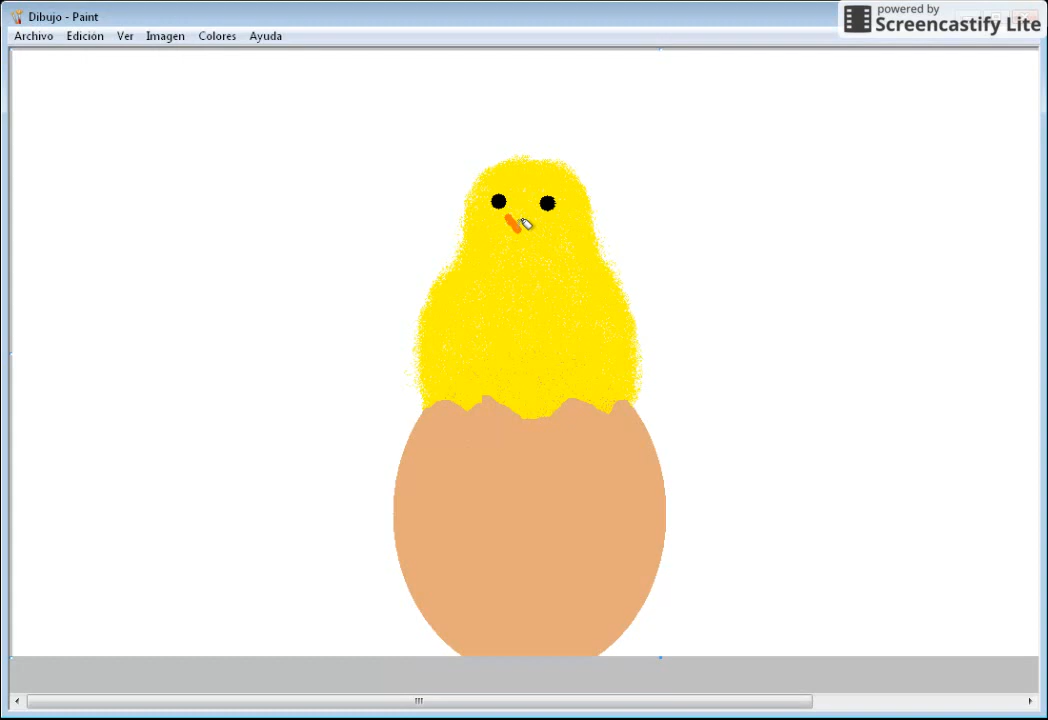 Dibujo - Paint
powered by
Screencastify Lite
Archivo Edición Ver Imagen Colores Ayuda